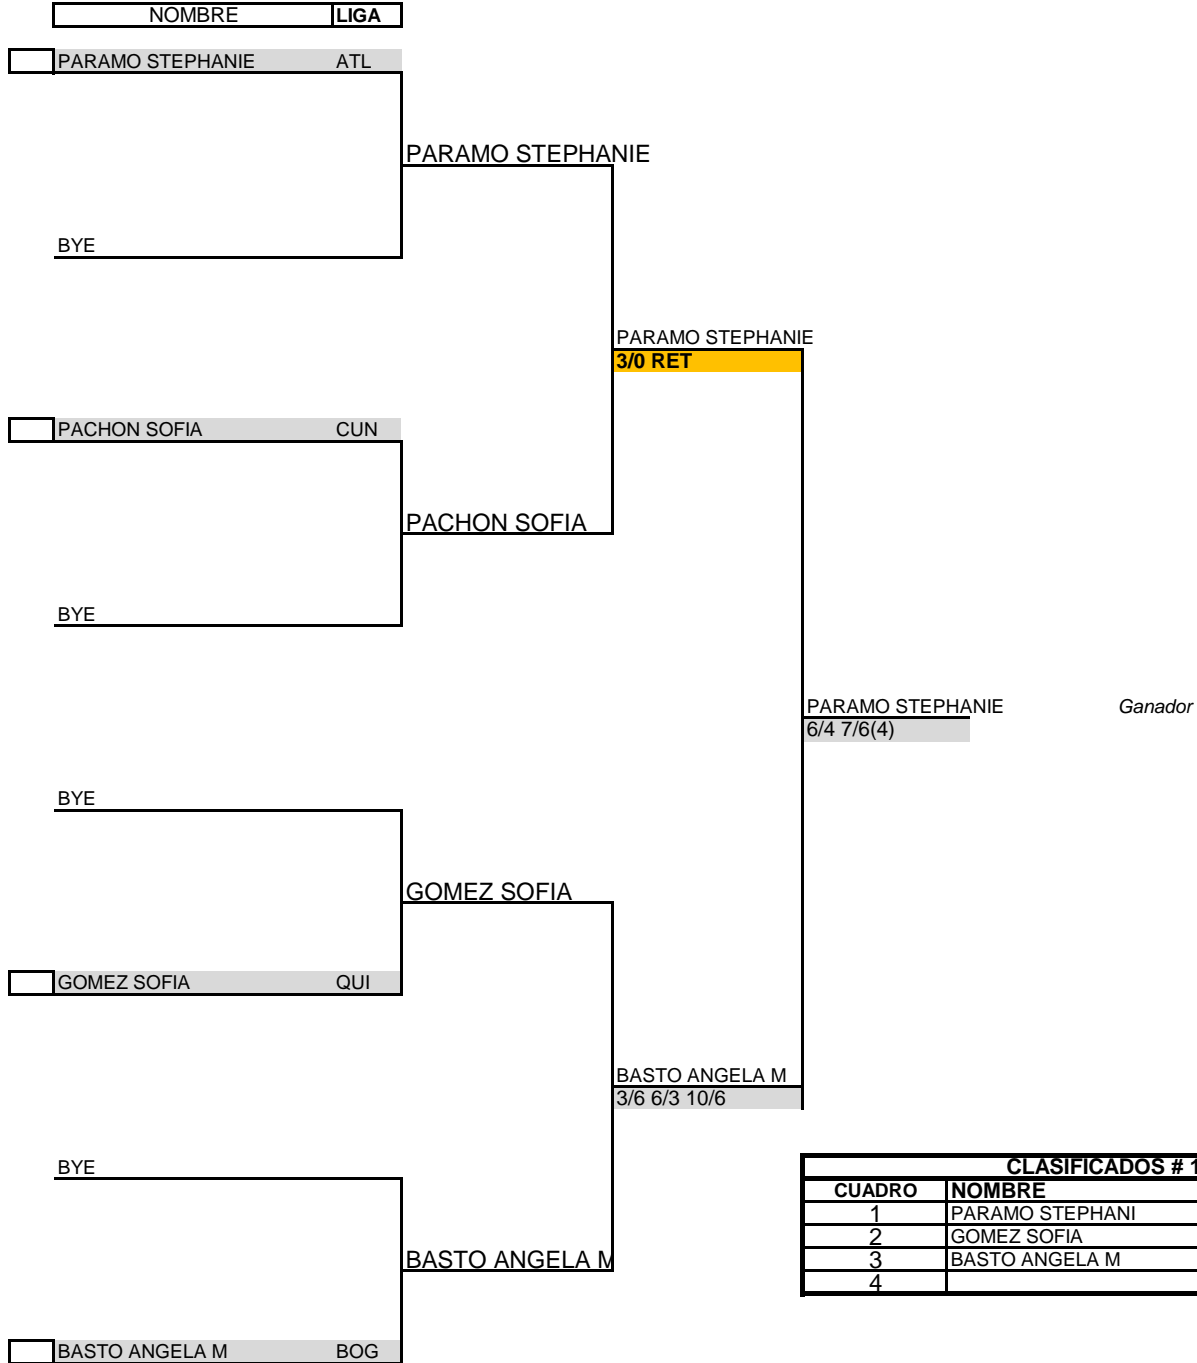 NOMBRE LIGA
PARAMO STEPHANIE ATL
PARAMO STEPHANIE
BYE
PARAMO STEPHANIE
3/0 RET
PACHON SOFIA CUN
PACHON SOFIA
BYE
PARAMO STEPHANIE Ganador
6/4 7/6(4)
BYE
GOMEZ SOFIA
GOMEZ SOFIA QUI
BASTO ANGELA M
3/6 6/3 10/6
BYE
CLASIFICADOS # 1
CUADRO NOMBRE
1 PARAMO STEPHANI
2 GOMEZ SOFIA
3 BASTO ANGELA M
4
BASTO ANGELA M
BASTO ANGELA M BOG